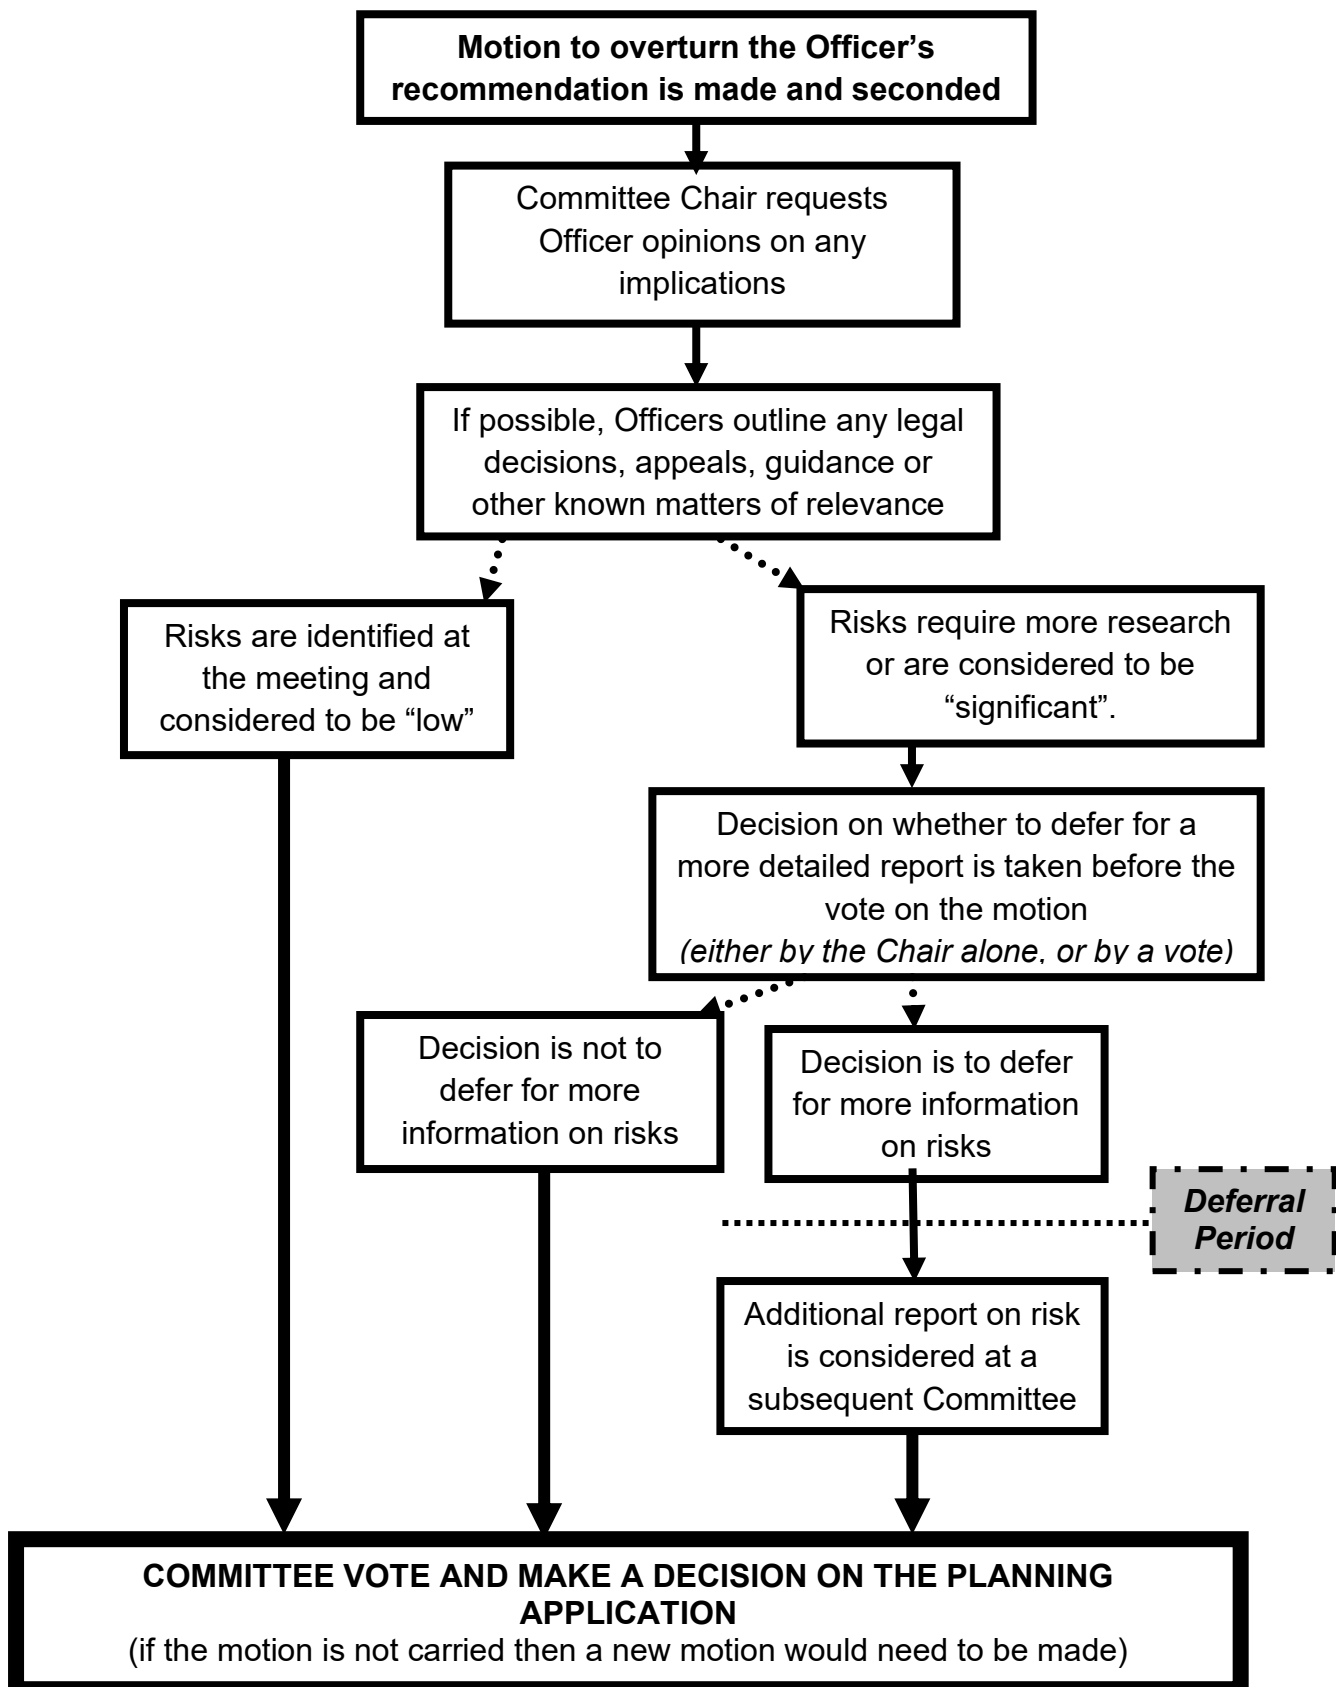 Motion to overturn the Officer’s
recommendation is made and seconded
Committee Chair requests
Officer opinions on any
implications
If possible, Officers outline any legal
decisions, appeals, guidance or
other known matters of relevance
Risks are identified at
the meeting and
considered to be “low”
Risks require more research
or are considered to be
“significant”.
Decision on whether to defer for a
more detailed report is taken before the
vote on the motion
(either by the Chair alone, or by a vote)
Decision is not to
defer for more
information on risks
Decision is to defer
for more information
on risks
Deferral
Period
Additional report on risk
is considered at a
subsequent Committee
COMMITTEE VOTE AND MAKE A DECISION ON THE PLANNING
APPLICATION
(if the motion is not carried then a new motion would need to be made)